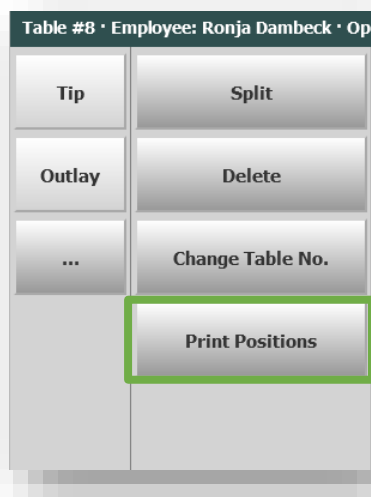 Table #8 · Employee: Ronja Dambeck · Op
Tip
Split
Outlay
Delete
...
Change Table No.
Print Positions